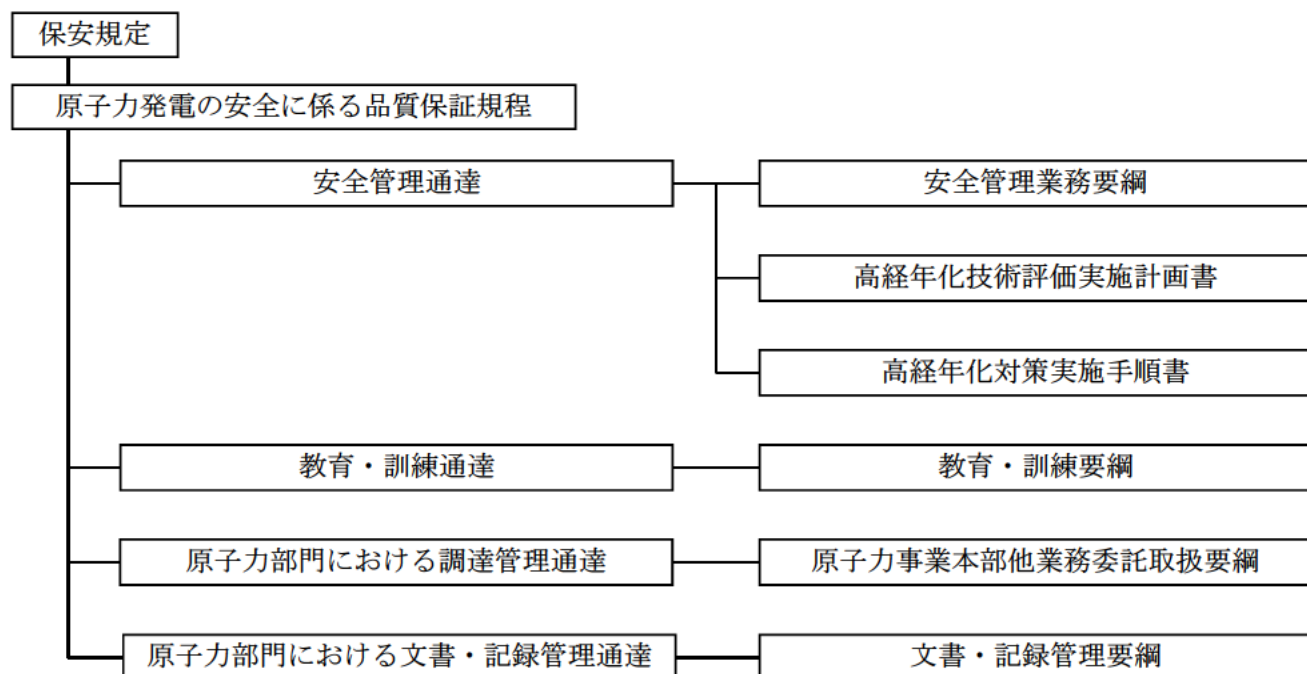 保安規定
原子力発電の安全に係る品質保証規程
安全管理通達
安全管理業務要綱
高経年化技術評価実施計画書
高経年化対策実施手順書
教育・訓練通達
教育・訓練要綱
原子力部門における調達管理通達
原子力事業本部他業務委託取扱要綱
原子力部門における文書・記録管理通達
文書・記録管理要綱